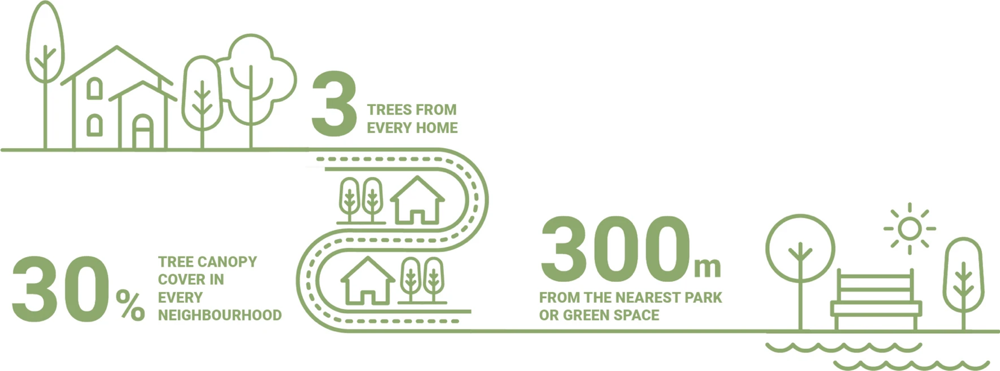 3
TREES FROM
EVERY HOME
30%
TREE CANOPY
COVER IN
EVERY
NEIGHBOURHOOD
300m
FROM THE NEAREST PARK
OR GREEN SPACE